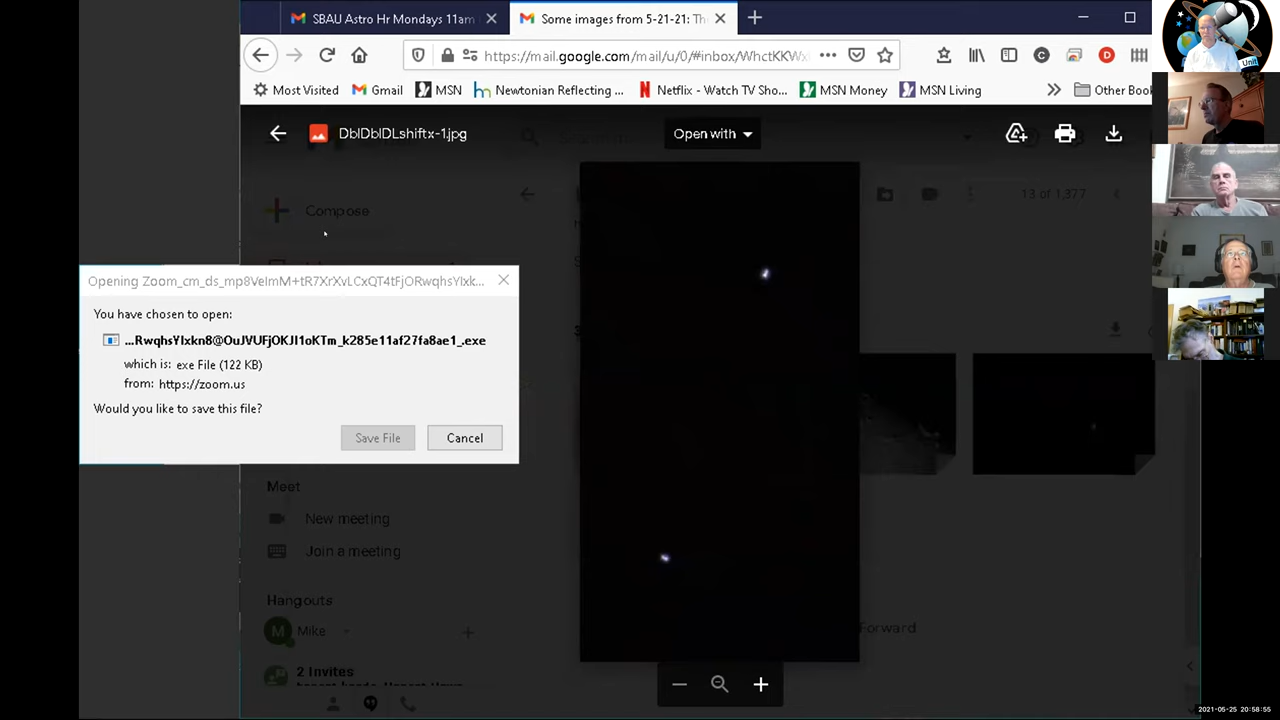 SBAU Astro Hr Mondays 11am
Some images from 5-21-21: The
https://mail.google.com/mail/u/0/#inbox/WhctKKWx
Most Visited
Gmail
MSN
Newtonian Reflecting ...
Netflix - Watch TV Sho...
MSN Money
MSN Living
Other Book
DblDblDLshiftx-1.jpg
Open with
Compose
13 of 1,377
Opening Zoom_cm_ds_mp8VeImM+tR7XrXvLCxQT4tFjORwqhsYIxk...
You have chosen to open:
...RwqhsYIxkn8@OuJVUFjOKJI1oKTm_k285e11af27fa8ae1_.exe
which is: exe File (122 KB)
from: https://zoom.us
Would you like to save this file?
Save File
Cancel
Meet
New meeting
Join a meeting
Hangouts
M
Mike
2 Invites
Forward
Unit
2021-05-25 20:58:55